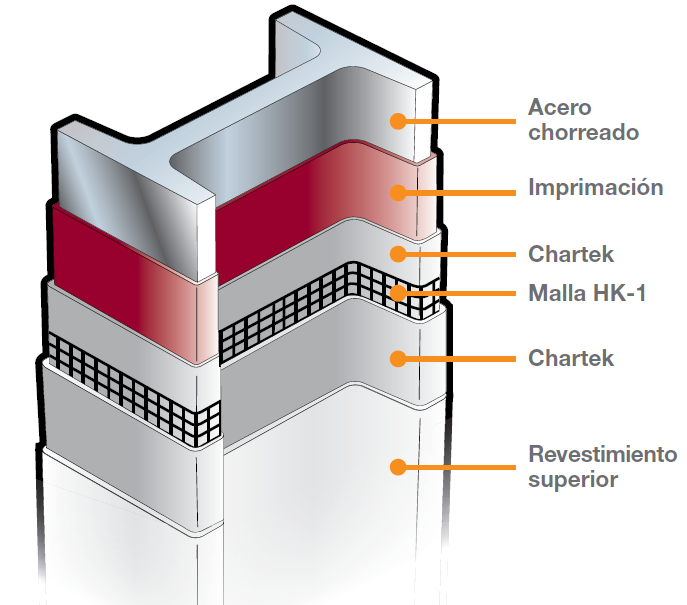 Acero
chorreado
Imprimación
Chartek
Malla HK-1
Chartek
Revestimiento
superior